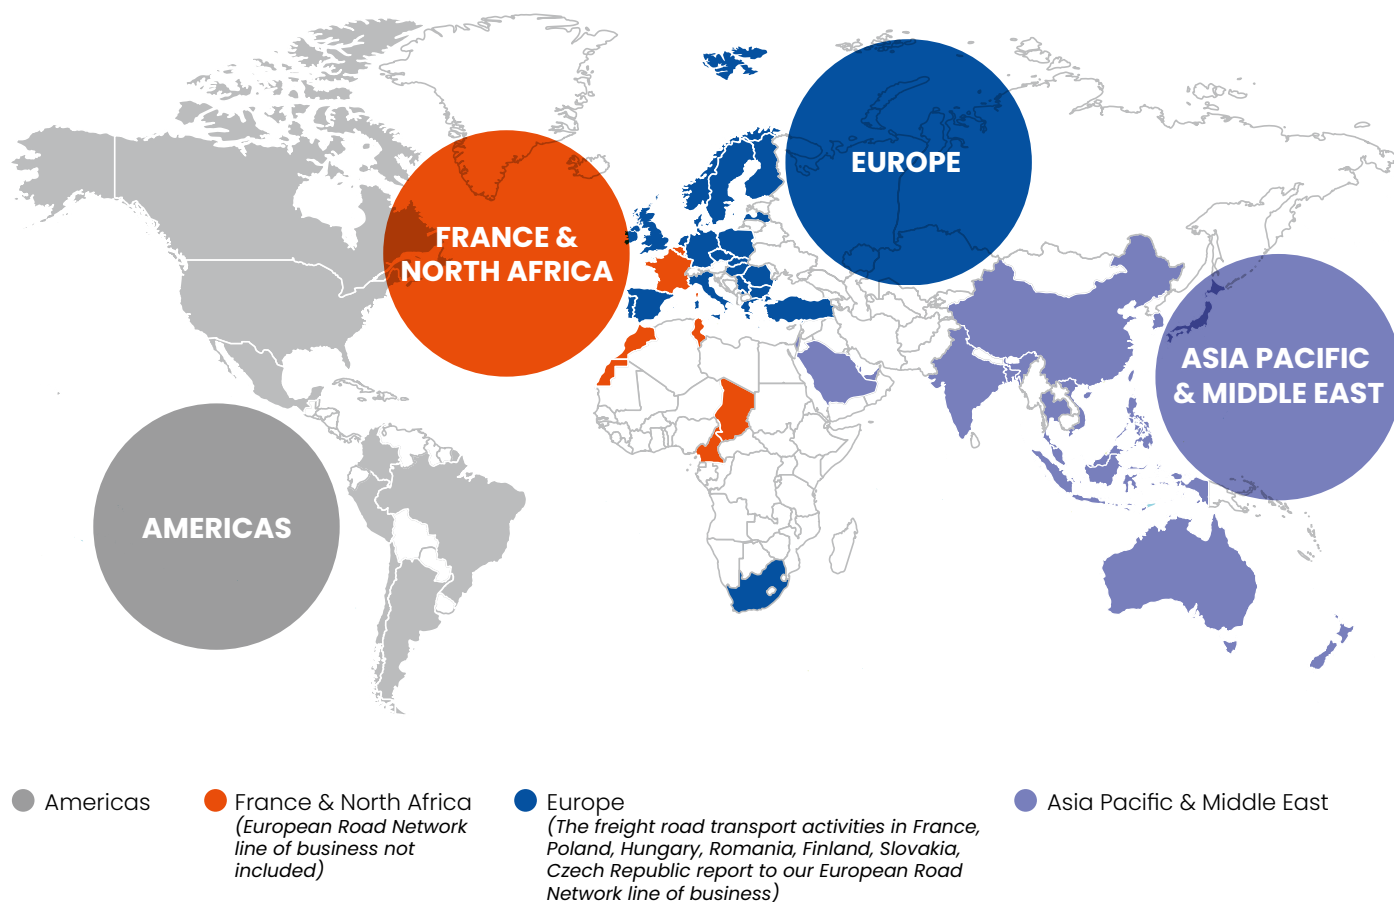 EUROPE
FRANCE &
NORTH AFRICA
ASIA PACIFIC
& MIDDLE EAST
AMERICAS
Americas
France & North Africa
(European Road Network
line of business not
included)
Europe
(The freight road transport activities in France,
Poland, Hungary, Romania, Finland, Slovakia,
Czech Republic report to our European Road
Network line of business)
Asia Pacific & Middle East